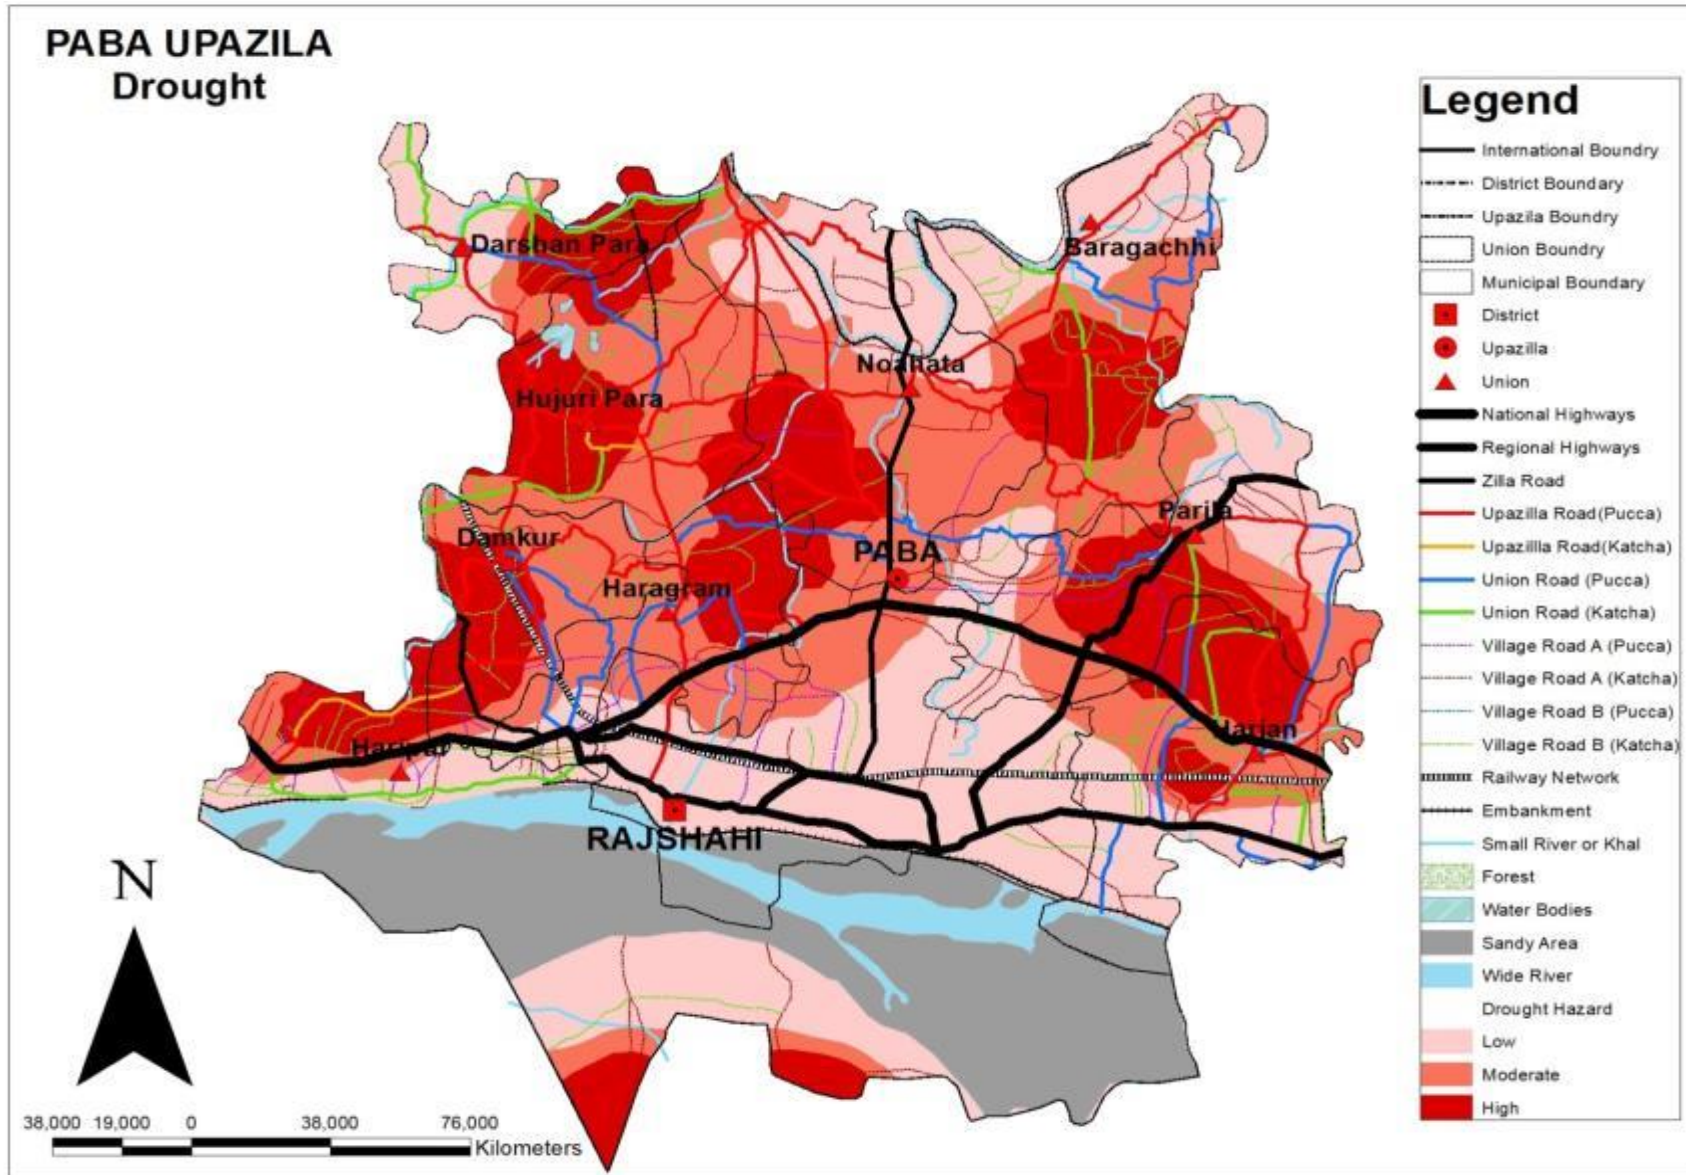 PABA UPAZILA
Drought
Legend
International Boundry
District Boundary
Upazila Boundry
Union Boundry
Municipal Boundary
District
Upazilla
Union
National Highways
Regional Highways
Zilla Road
Upazilla Road(Pucca)
Upazillla Road(Katcha)
Union Road (Pucca)
Union Road (Katcha)
Village Road A (Pucca)
Village Road A (Katcha)
Village Road B (Pucca)
Village Road B (Katcha)
Railway Network
Embankment
Small River or Khal
Forest
Water Bodies
Sandy Area
Wide River
Drought Hazard
Low
Moderate
High
Darshan Para
Baragachhi
Noahata
Hujuri Para
Parila
Damkur
PABA
Haragram
Harian
Haripur
RAJSHAHI
N
38,000 19,000 0 38,000 76,000
Kilometers